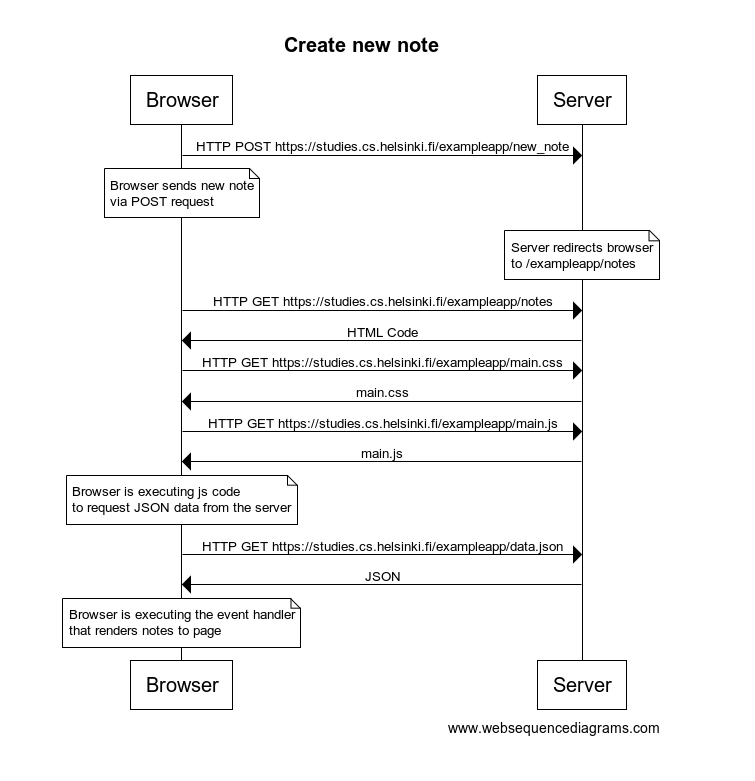 Create new note
Browser
Server
HTTP POST https://studies.cs.helsinki.fi/exampleapp/new_note
Browser sends new note
via POST request
Server redirects browser
to /exampleapp/notes
HTTP GET https://studies.cs.helsinki.fi/exampleapp/notes
HTML Code
HTTP GET https://studies.cs.helsinki.fi/exampleapp/main.css
main.css
HTTP GET https://studies.cs.helsinki.fi/exampleapp/main.js
main.js
Browser is executing js code
to request JSON data from the server
HTTP GET https://studies.cs.helsinki.fi/exampleapp/data.json
JSON
Browser is executing the event handler
that renders notes to page
Browser
Server
www.websequencediagrams.com